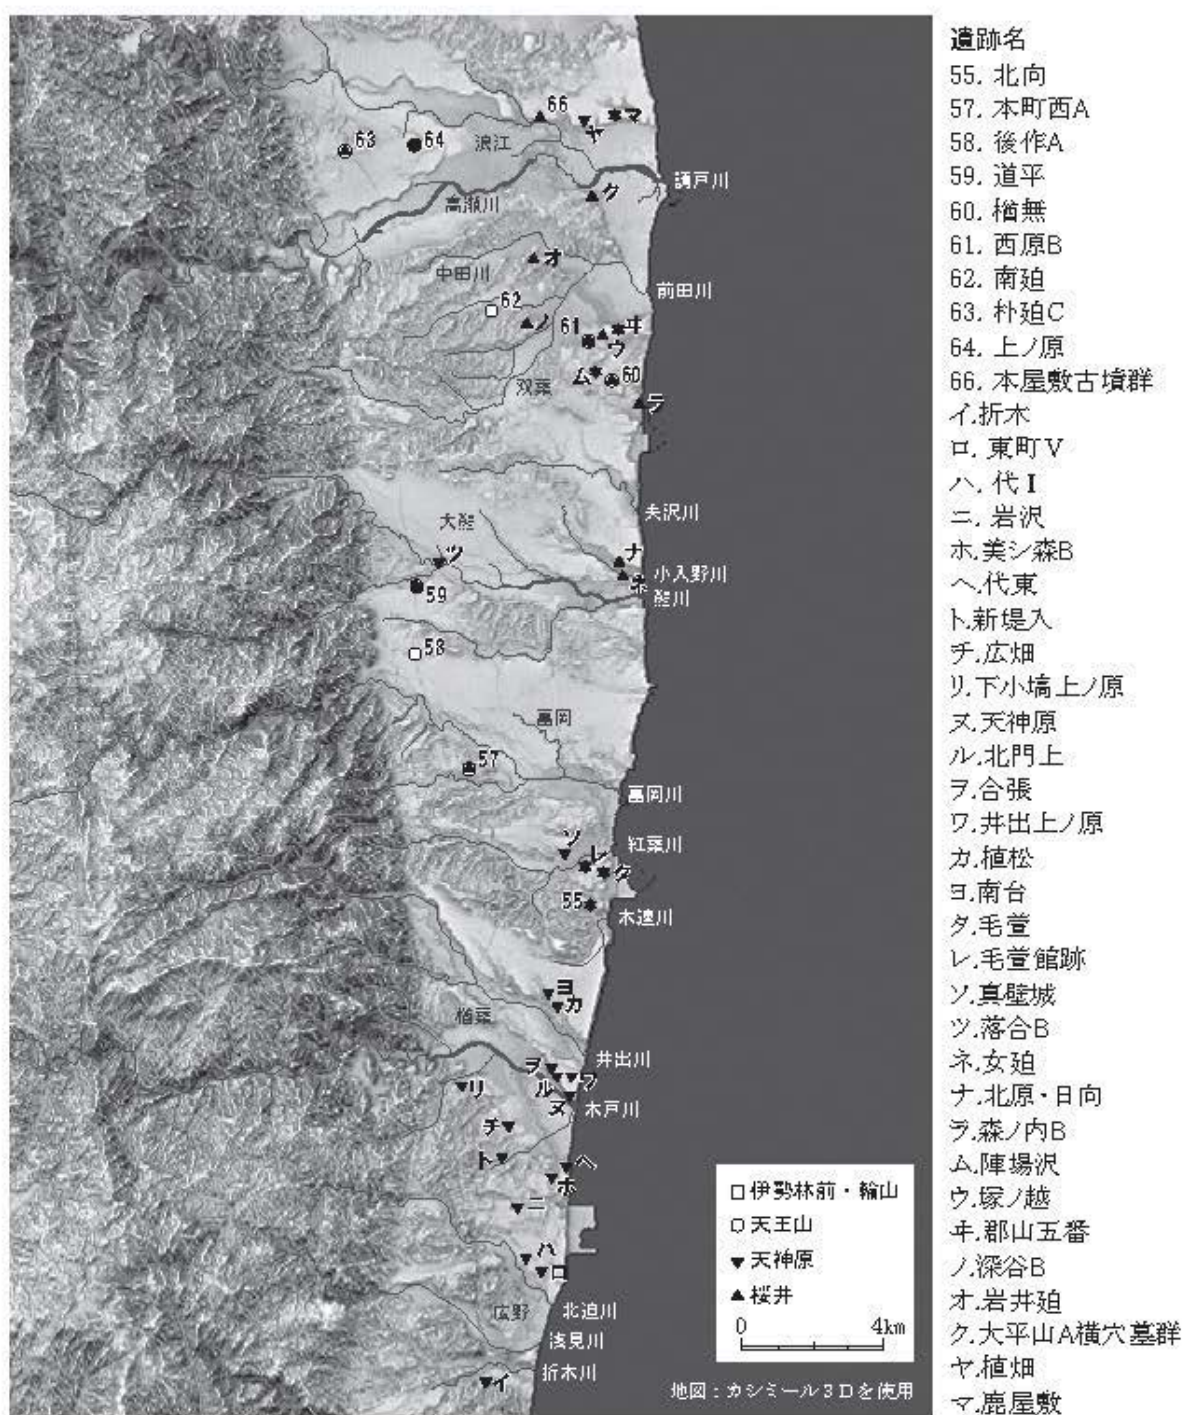 遺跡名
55. 北向
57. 本町西A
58. 後作A
59. 道平
60. 楢無
61. 西原B
62. 南廹
63. 朴廹C
64. 上ノ原
66. 本屋敷古墳群
イ.折木
ロ. 東町Ⅴ
ハ. 代Ⅰ
ニ. 岩沢
ホ.美シ森B
ヘ.代東
ト.新堤入
チ.広畑
リ.下小塙上ノ原
ヌ.天神原
ル.北門上
ヲ.合張
ワ.井出上ノ原
カ.植松
ヨ.南台
タ.毛萱
レ.毛萱館跡
ソ.真壁城
ツ.落合B
ネ.女廹
ナ.北原・日向
ラ.森ノ内B
ム.陣場沢
ウ.塚ノ越
ヰ.郡山五番
ノ.深谷B
オ.岩井廹
ク.大平山A横穴墓群
ヤ.植畑
マ.鹿屋敷
66
マ
ヤ
63
64
浪江
請戸川
ク
高瀬川
オ
中田川
前田川
62
ノ
61
ヰ
ウ
ム
60
双葉
ラ
夫沢川
大熊
ツ
ナ
小入野川
ネ
熊川
59
58
富岡
57
富岡川
紅葉川
ソ
レ
タ
55
木連川
ヨ
カ
楢葉
井出川
ヲ
ワ
ル
リ
ヌ
木戸川
チ
ト
ヘ
ホ
ニ
ハ
ロ
広野
北迫川
浅見川
折木川
イ
□伊勢林前・輪山
○天王山
▼天神原
▲桜井
0 4km
地図:カシミール3Dを使用